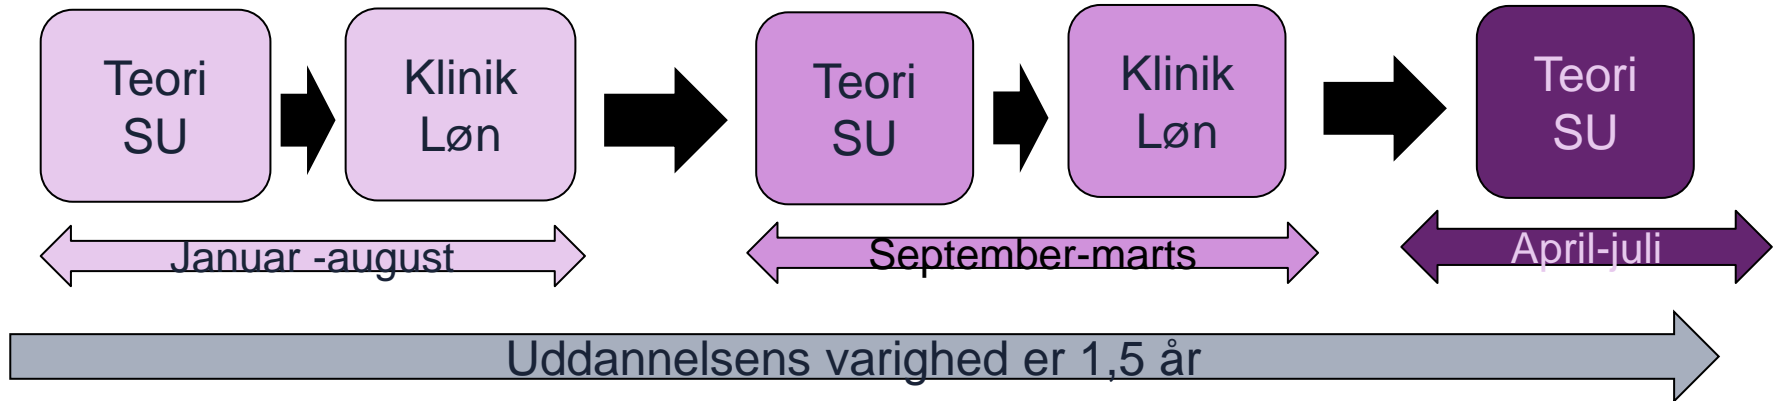 Teori
SU
Klinik
Løn
Teori
SU
Klinik
Løn
Teori
SU
Januar -august
September-marts
April-juli
Uddannelsens varighed er 1,5 år